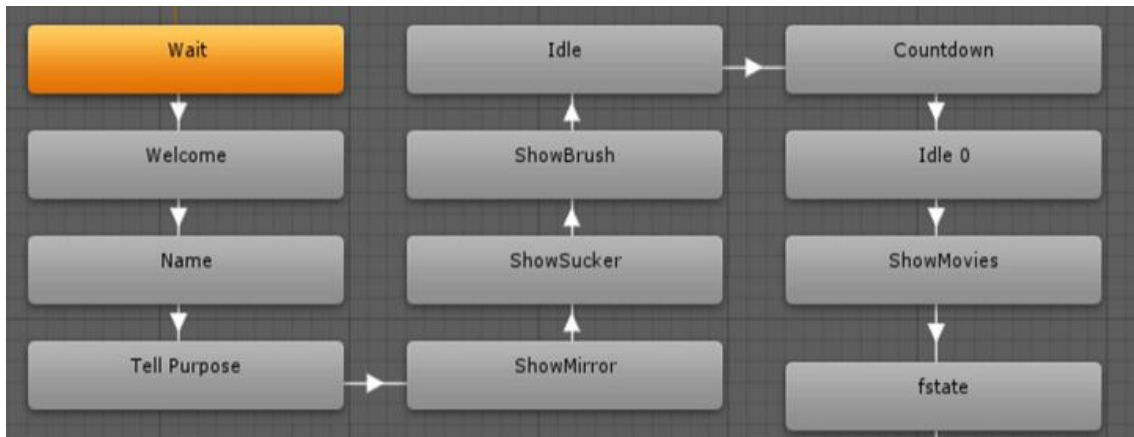 Wait
Welcome
Name
Tell Purpose
ShowMirror
ShowSucker
ShowBrush
Idle
Countdown
Idle 0
ShowMovies
fstate